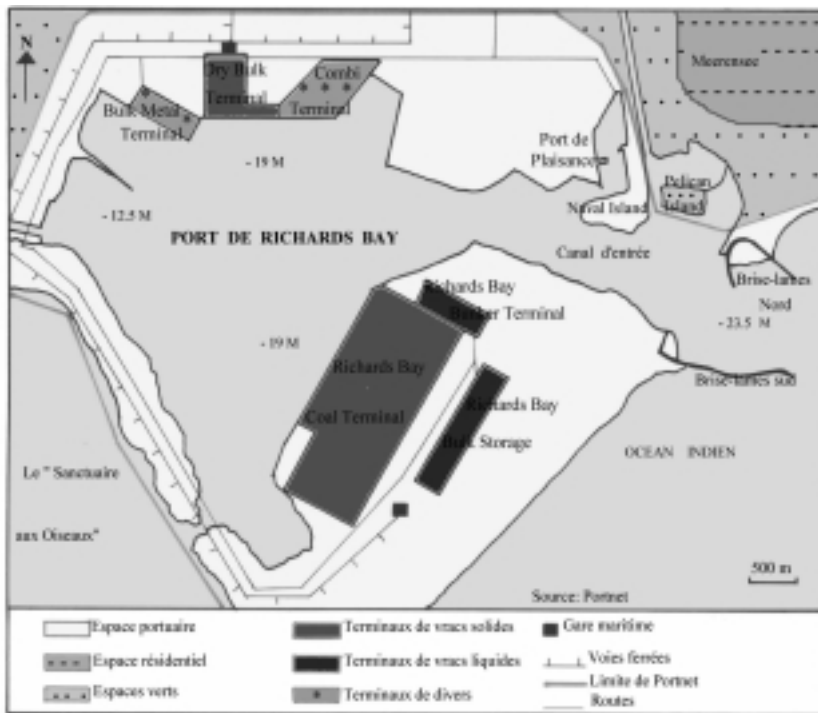 N
Dry Bulk
Terminal
Combi
Terminal
Bulk Metal
Terminal
Meerensee
Port de
Plaisance
Pelican
Island
Naval Island
- 19 M
- 12.5 M
PORT DE RICHARDS BAY
Canal d'entrée
Brise-lames
Nord
- 23.5 M
Richards Bay
Bunker Terminal
- 19 M
Richards Bay
Coal Terminal
Brise-lames sud
Richards Bay
Bulk Storage
OCEAN INDIEN
Le " Sanctuaire
aux Oiseaux"
500 m
Source: Portnet
Espace portuaire
Terminaux de vracs solides
Gare maritime
Espace résidentiel
Terminaux de vracs liquides
Voies ferrées
Espaces verts
Terminaux de divers
Limite de Portnet
Routes